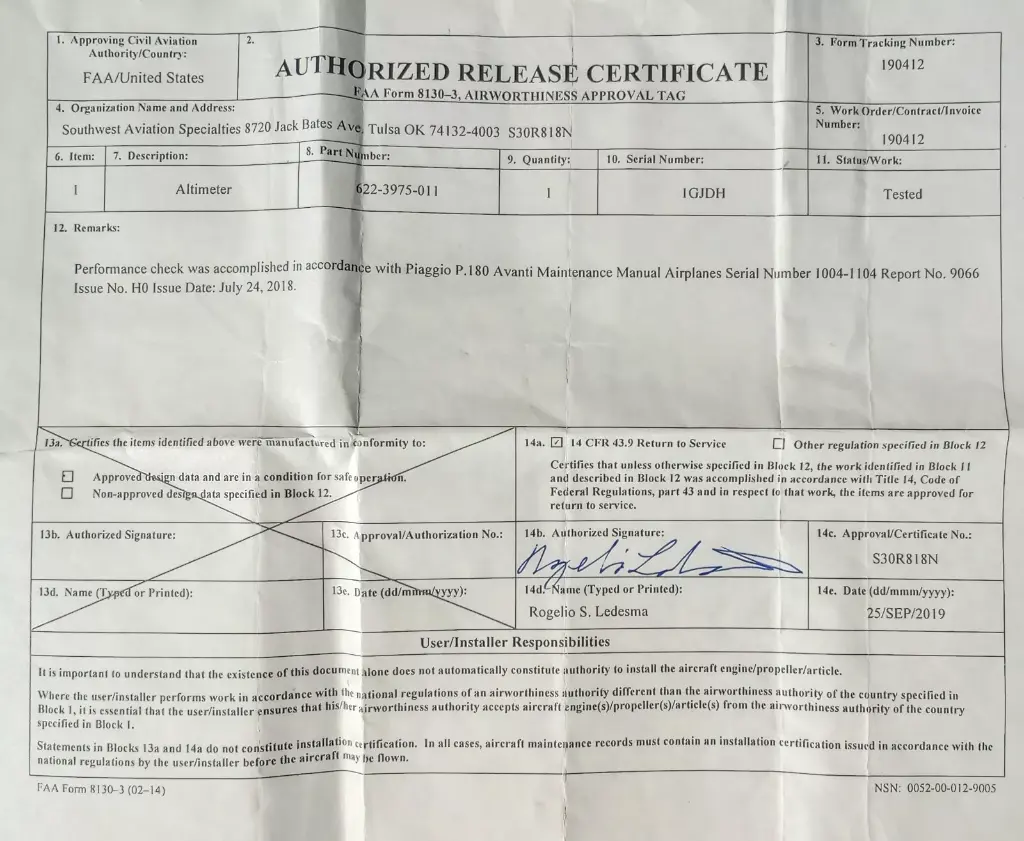 1. Approving Civil Aviation
Authority/Country:
FAA/United States
2.
AUTHORIZED RELEASE CERTIFICATE
FAA Form 8130–3, AIRWORTHINESS APPROVAL TAG
3. Form Tracking Number:
190412
4. Organization Name and Address:
Southwest Aviation Specialties 8720 Jack Bates Ave, Tulsa OK 74132-4003 S30R818N
5. Work Order/Contract/Invoice
Number:
190412
6. Item:
7. Description:
8. Part Number:
9. Quantity:
10. Serial Number:
11. Status/Work:
1
Altimeter
622-3975-011
1
1GJDH
Tested
12. Remarks:
Performance check was accomplished in accordance with Piaggio P.180 Avanti Maintenance Manual Airplanes Serial Number 1004-1104 Report No. 9066
Issue No. H0 Issue Date: July 24, 2018.
13a. Certifies the items identified above were manufactured in conformity to:
Approved design data and are in a condition for safe operation.
Non-approved design data specified in Block 12.
14a. 14 CFR 43.9 Return to Service
Other regulation specified in Block 12
Certifies that unless otherwise specified in Block 12, the work identified in Block 11
and described in Block 12 was accomplished in accordance with Title 14, Code of
Federal Regulations, part 43 and in respect to that work, the items are approved for
return to service.
13b. Authorized Signature:
13c. Approval/Authorization No.:
14b. Authorized Signature:
14c. Approval/Certificate No.:
S30R818N
13d. Name (Typed or Printed):
13e. Date (dd/mmm/yyyy):
14d. Name (Typed or Printed):
Rogelio S. Ledesma
14e. Date (dd/mmm/yyyy):
25/SEP/2019
User/Installer Responsibilities
It is important to understand that the existence of this document alone does not automatically constitute authority to install the aircraft engine/propeller/article.
Where the user/installer performs work in accordance with the national regulations of an airworthiness authority different than the airworthiness authority of the country specified in
Block 1, it is essential that the user/installer ensures that his/her airworthiness authority accepts aircraft engine(s)/propeller(s)/article(s) from the airworthiness authority of the country
specified in Block 1.
Statements in Blocks 13a and 14a do not constitute installation certification. In all cases, aircraft maintenance records must contain an installation certification issued in accordance with the
national regulations by the user/installer before the aircraft may be flown.
FAA Form 8130–3 (02–14)
NSN: 0052-00-012-9005